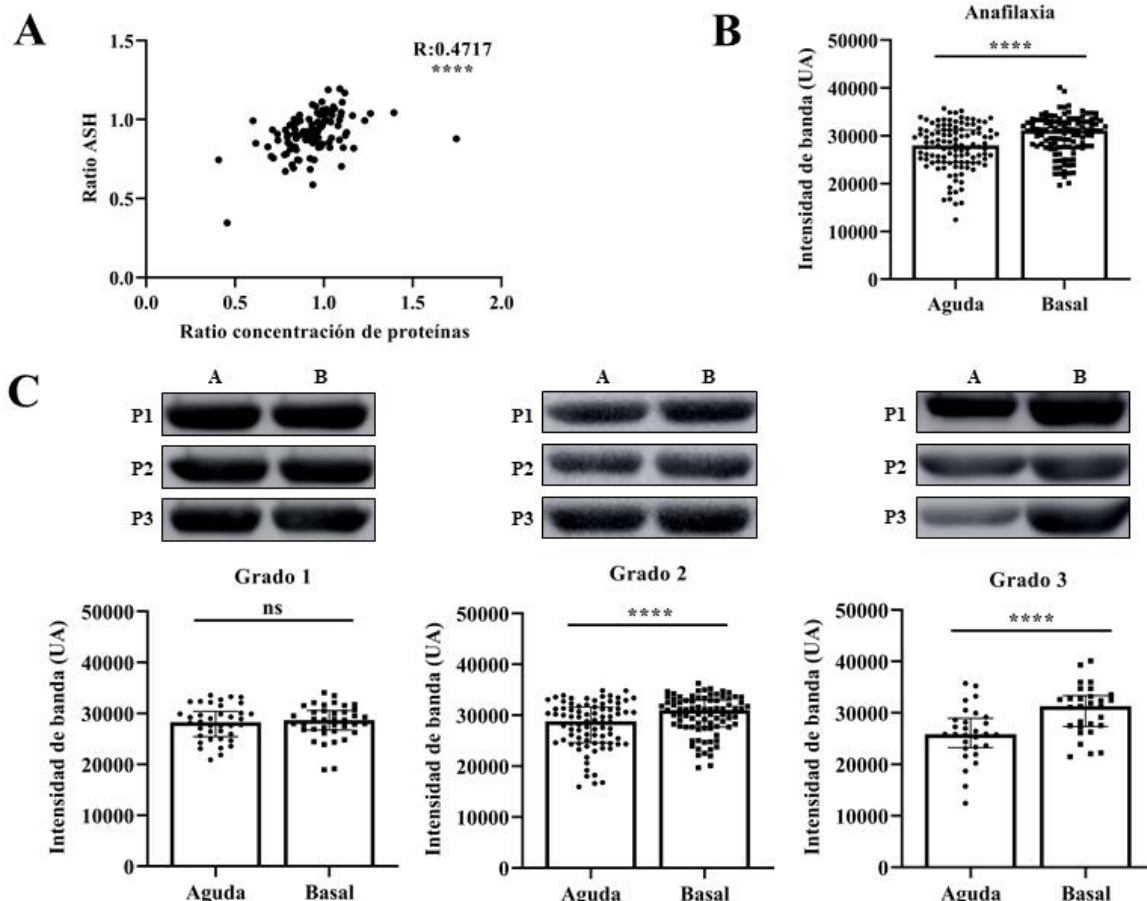 A
1.5
1.0
0.5
0.0
Ratio ASH
R:0.4717
****
0.0 0.5 1.0 1.5 2.0
Ratio concentración de proteínas
B
Anafilaxia
****
50000
40000
30000
20000
10000
0
Intensidad de banda (UA)
Aguda Basal
C
A B
P1
P2
P3
A B
P1
P2
P3
A B
P1
P2
P3
Grado 1
ns
50000
40000
30000
20000
10000
0
Intensidad de banda (UA)
Aguda Basal
Grado 2
****
50000
40000
30000
20000
10000
0
Intensidad de banda (UA)
Aguda Basal
Grado 3
****
50000
40000
30000
20000
10000
0
Intensidad de banda (UA)
Aguda Basal